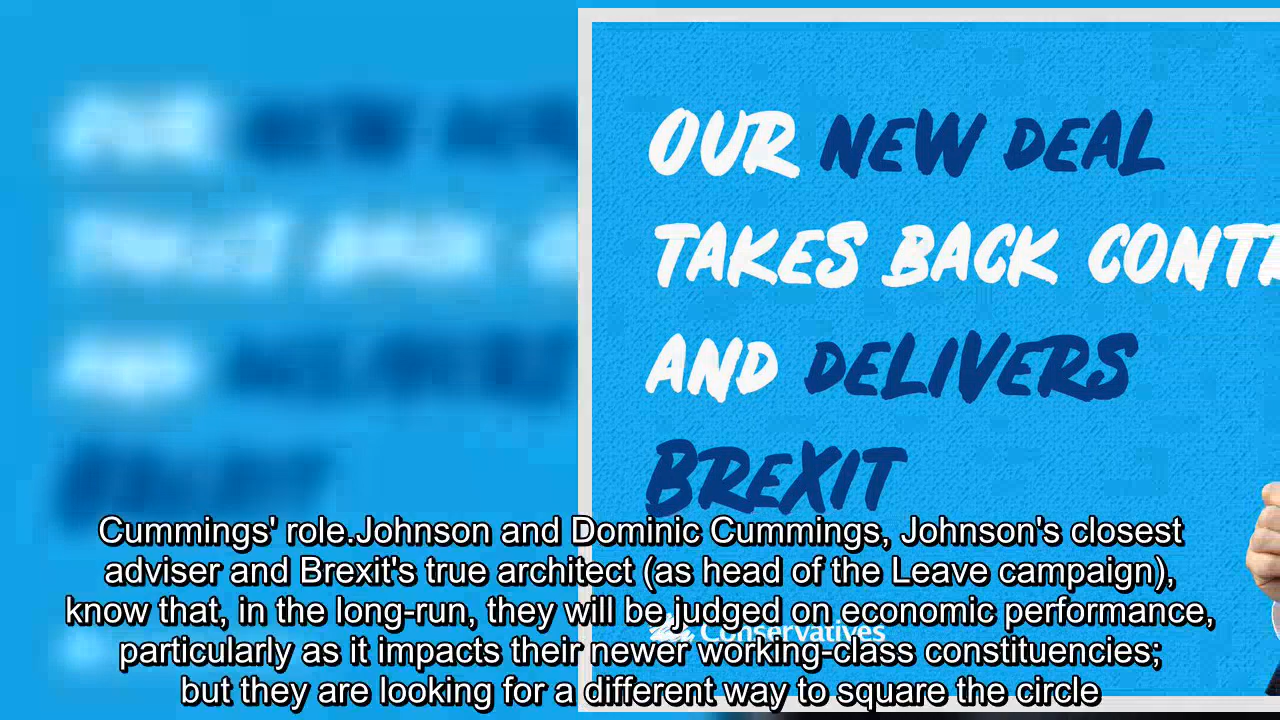 OUR NEW DEAL
TAKES BACK CONT
AND DELIVERS
BREXIT
Conservatives
Cummings' role.Johnson and Dominic Cummings, Johnson's closest
adviser and Brexit's true architect (as head of the Leave campaign),
know that, in the long-run, they will be judged on economic performance,
particularly as it impacts their newer working-class constituencies;
but they are looking for a different way to square the circle